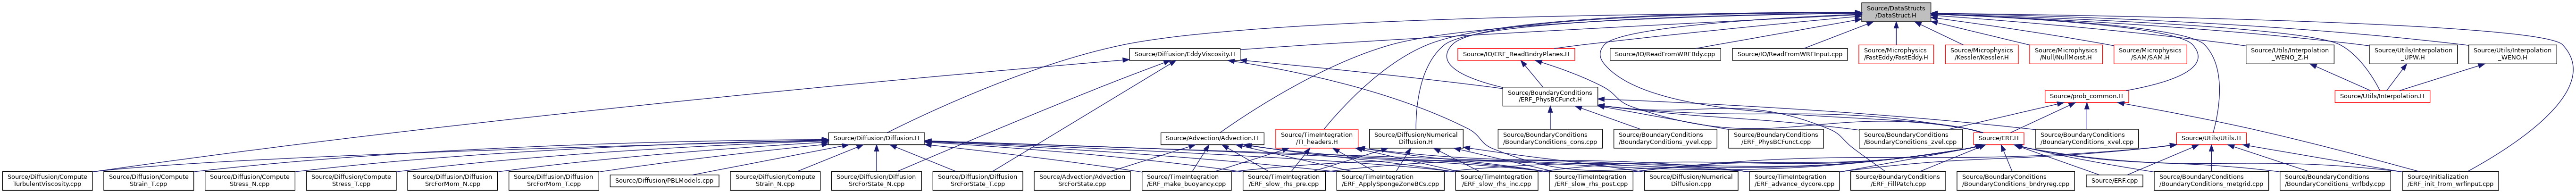 Source/DataStructs
/DataStruct.H
Source/Diffusion/EddyViscosity.H
Source/IO/ERF_ReadBndryPlanes.H
Source/IO/ReadFromWRFBdy.cpp
Source/IO/ReadFromWRFInput.cpp
Source/Microphysics
/FastEddy/FastEddy.H
Source/Microphysics
/Kessler/Kessler.H
Source/Microphysics
/Null/NullMoist.H
Source/Microphysics
/SAM/SAM.H
Source/Utils/Interpolation
_WENO_Z.H
Source/Utils/Interpolation
_UPW.H
Source/Utils/Interpolation
_WENO.H
Source/BoundaryConditions
/ERF_PhysBCFunct.H
Source/prob_common.H
Source/Utils/Interpolation.H
Source/Diffusion/Diffusion.H
Source/Advection/Advection.H
Source/TimeIntegration
/TI_headers.H
Source/Diffusion/Numerical
Diffusion.H
Source/BoundaryConditions
/BoundaryConditions_cons.cpp
Source/BoundaryConditions
/BoundaryConditions_yvel.cpp
Source/BoundaryConditions
/ERF_PhysBCFunct.cpp
Source/BoundaryConditions
/BoundaryConditions_zvel.cpp
Source/ERF.H
Source/BoundaryConditions
/BoundaryConditions_xvel.cpp
Source/Utils/Utils.H
Source/Diffusion/Compute
TurbulentViscosity.cpp
Source/Diffusion/Compute
Strain_T.cpp
Source/Diffusion/Compute
Stress_N.cpp
Source/Diffusion/Compute
Stress_T.cpp
Source/Diffusion/Diffusion
SrcForMom_N.cpp
Source/Diffusion/Diffusion
SrcForMom_T.cpp
Source/Diffusion/PBLModels.cpp
Source/Diffusion/Compute
Strain_N.cpp
Source/Diffusion/Diffusion
SrcForState_N.cpp
Source/Diffusion/Diffusion
SrcForState_T.cpp
Source/Advection/Advection
SrcForState.cpp
Source/TimeIntegration
/ERF_make_buoyancy.cpp
Source/TimeIntegration
/ERF_slow_rhs_pre.cpp
Source/TimeIntegration
/ERF_ApplySpongeZoneBCs.cpp
Source/TimeIntegration
/ERF_slow_rhs_inc.cpp
Source/TimeIntegration
/ERF_slow_rhs_post.cpp
Source/Diffusion/Numerical
Diffusion.cpp
Source/TimeIntegration
/ERF_advance_dycore.cpp
Source/BoundaryConditions
/ERF_FillPatch.cpp
Source/BoundaryConditions
/BoundaryConditions_bndryreg.cpp
Source/ERF.cpp
Source/BoundaryConditions
/BoundaryConditions_metgrid.cpp
Source/BoundaryConditions
/BoundaryConditions_wrfbdy.cpp
Source/Initialization
/ERF_init_from_wrfinput.cpp